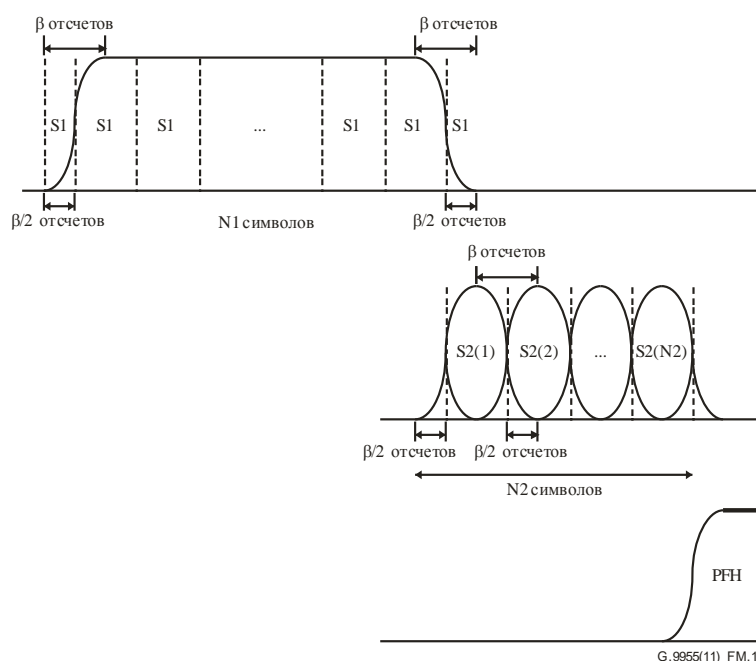 β отсчетов β отсчетов
S1 S1 S1 ... S1 S1 S1
β/2 отсчетов N1 символов β/2 отсчетов
β отсчетов
S2(1) S2(2) ... S2(N2)
β/2 отсчетов β/2 отсчетов
N2 символов
PFH
G.9955(11)_FM.1